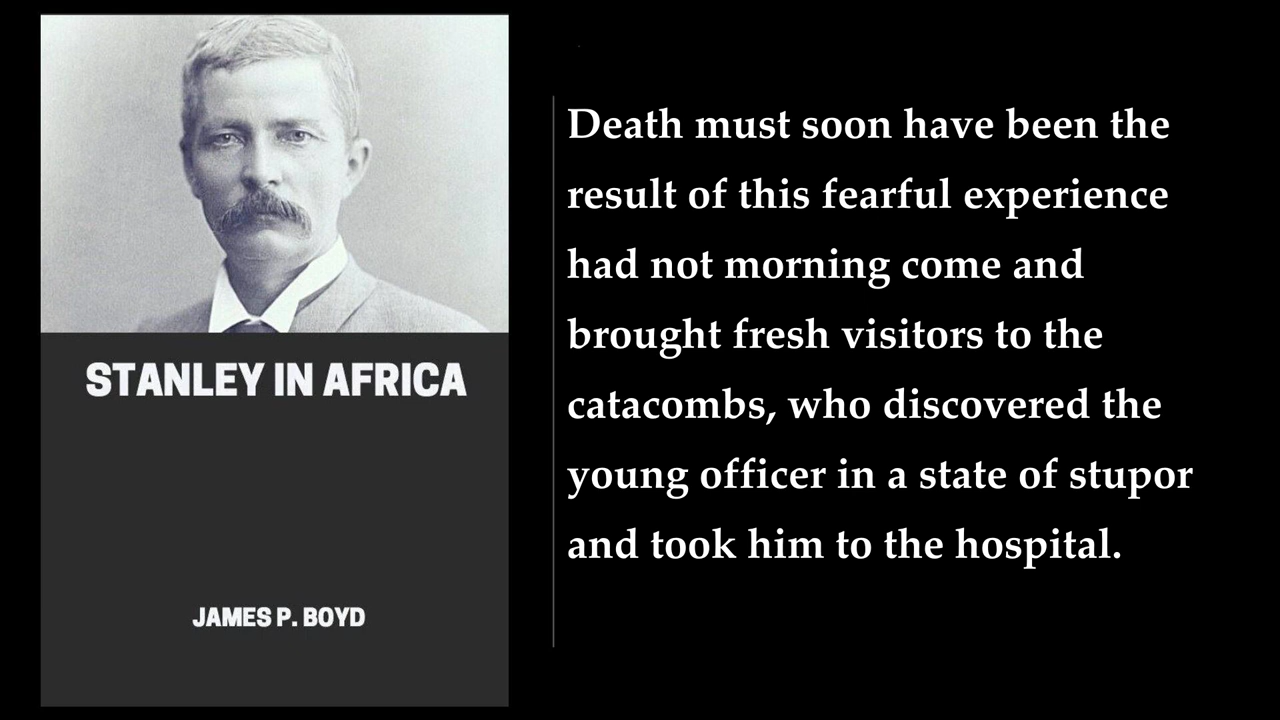 STANLEY IN AFRICA
JAMES P. BOYD
Death must soon have been the
result of this fearful experience
had not morning come and
brought fresh visitors to the
catacombs, who discovered the
young officer in a state of stupor
and took him to the hospital.